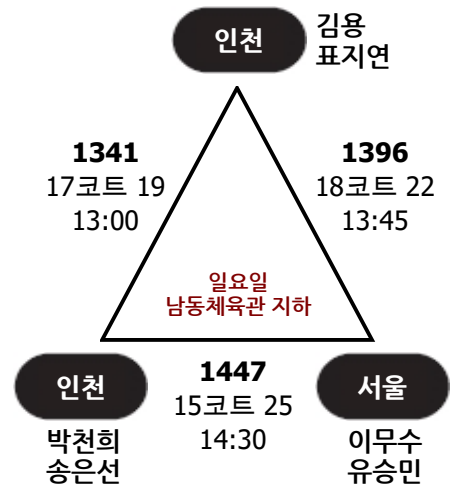 인천
김용
표지연
1341
17코트 19
13:00
1396
18코트 22
13:45
일요일
남동체육관 지하
인천
박천희
송은선
1447
15코트 25
14:30
서울
이무수
유승민